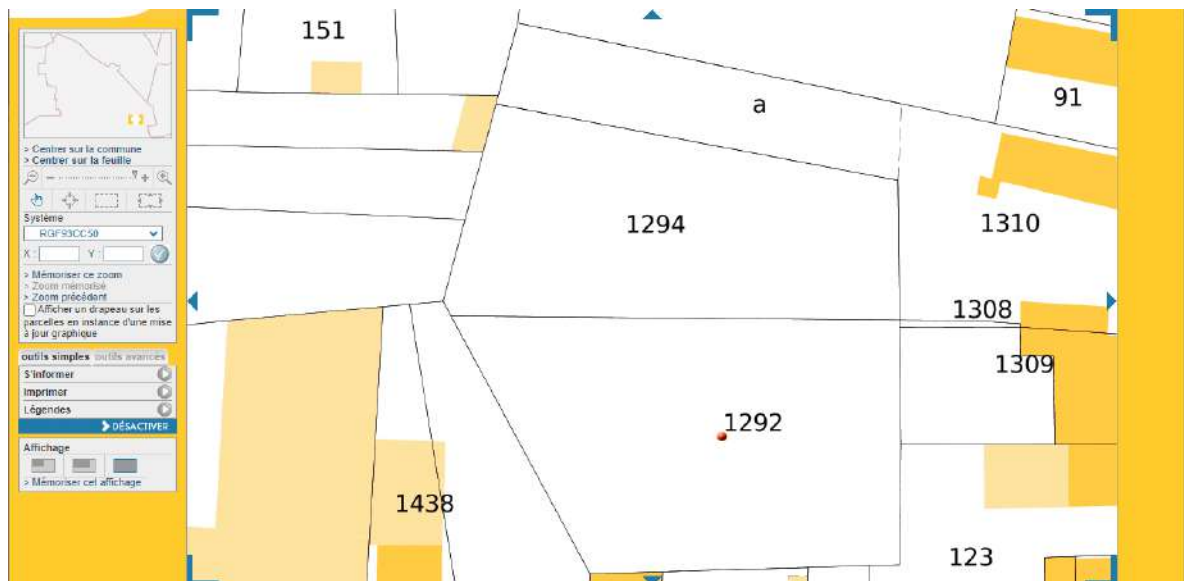 > Centrer sur la commune
> Centrer sur la feuille
Système
RGF93CC50
X : Y :
> Mémoriser ce zoom
> Zoom mémorisé
> Zoom précédent
Afficher un drapeau sur les
parcelles en instance d'une mise
à jour graphique
outils simples outils avancés
S'informer
Imprimer
Légendes
DÉSACTIVER
Affichage
> Mémoriser cet affichage
151
a
91
1294
1310
1308
1309
1292
1438
123